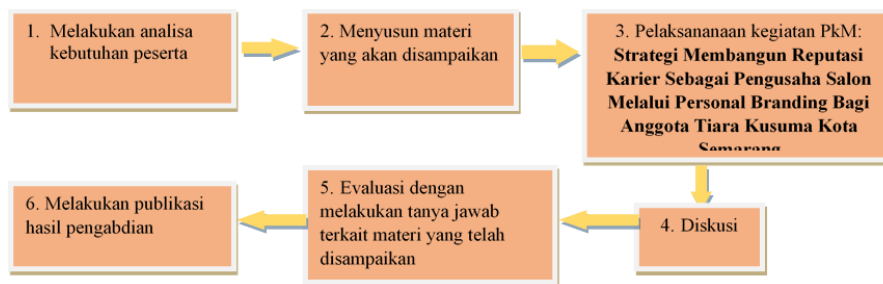 1. Melakukan analisa
kebutuhan peserta
2. Menyusun materi
yang akan disampaikan
3. Pelaksananaan kegiatan PkM:
Strategi Membangun Reputasi
Karier Sebagai Pengusaha Salon
Melalui Personal Branding Bagi
Anggota Tiara Kusuma Kota
Semarang
4. Diskusi
5. Evaluasi dengan
melakukan tanya jawab
terkait materi yang telah
disampaikan
6. Melakukan publikasi
hasil pengabdian